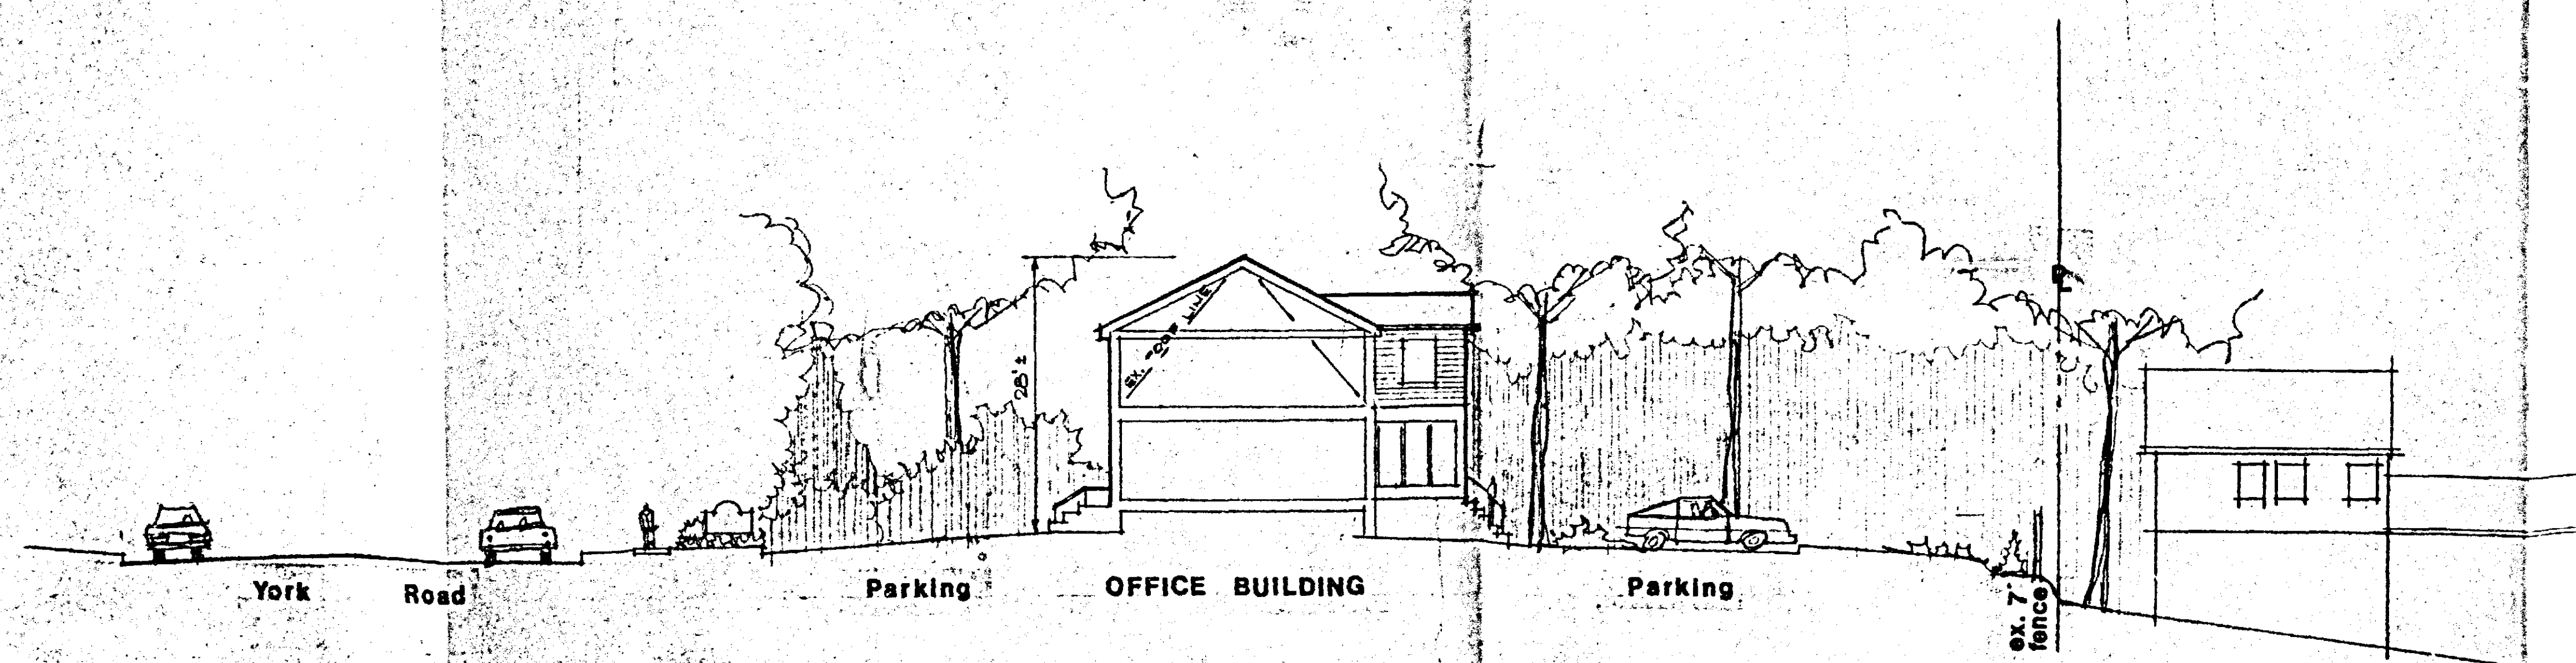 EX. ROOF LINE
28'±
York Road
Parking
OFFICE BUILDING
Parking
ex. 7'
fence